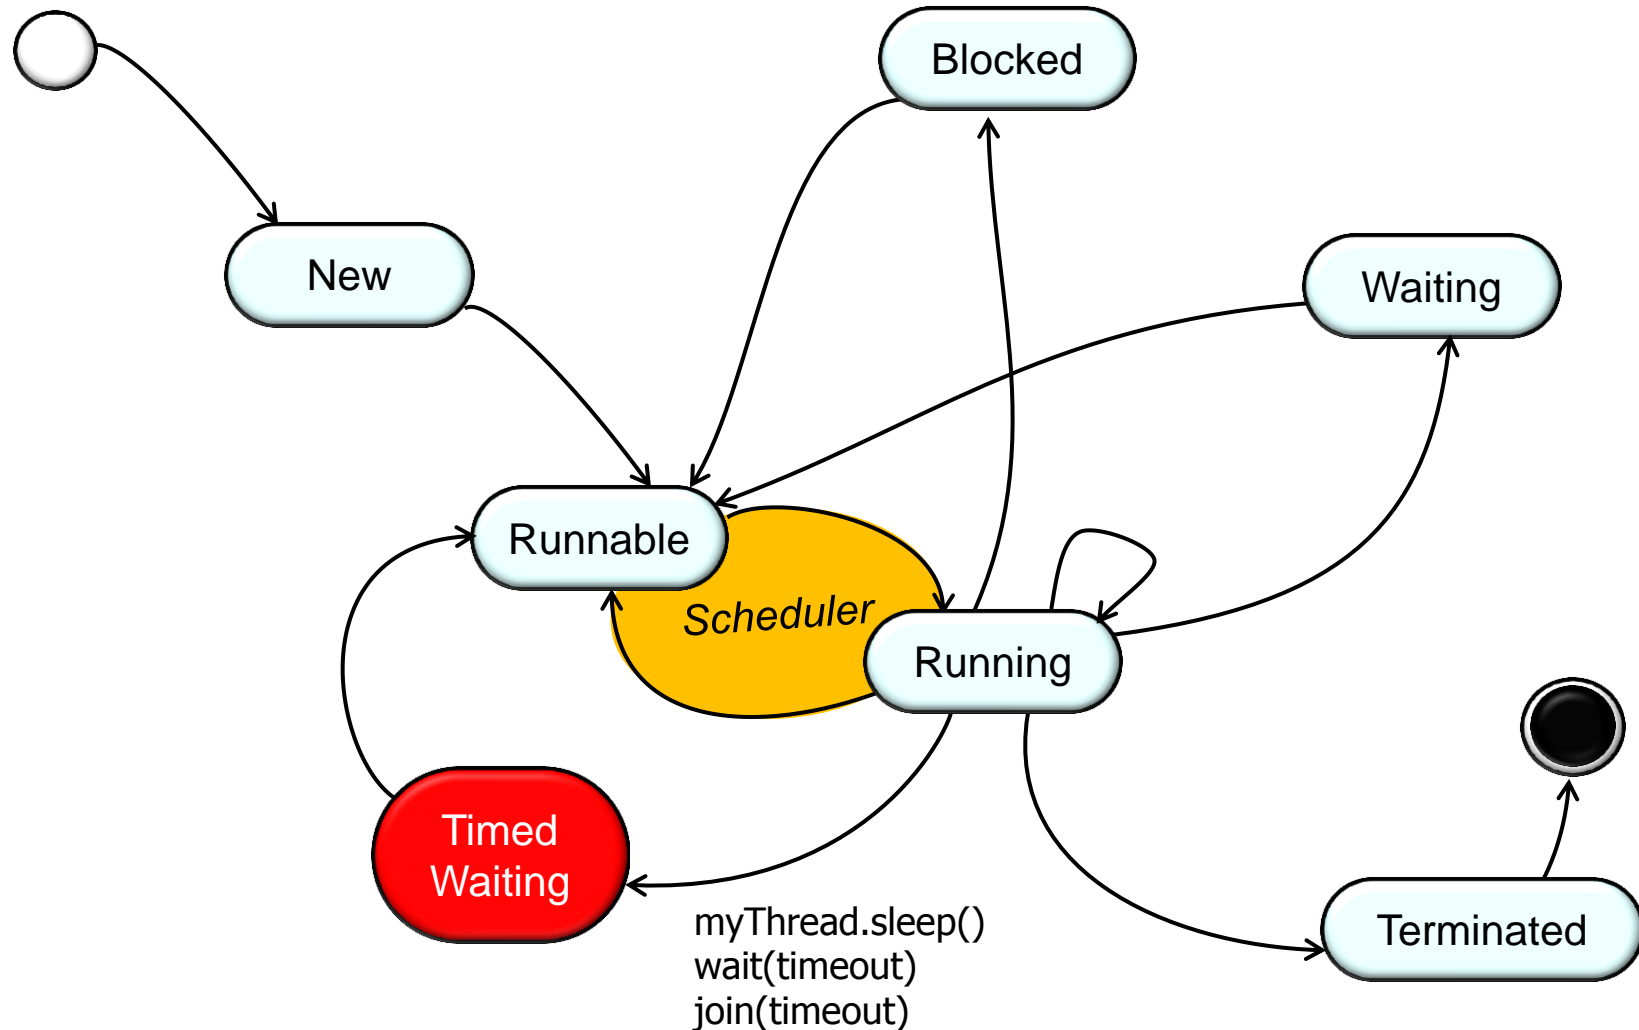 Blocked
New
Waiting
Runnable
Scheduler
Running
Timed
Waiting
Terminated
myThread.sleep()
wait(timeout)
join(timeout)